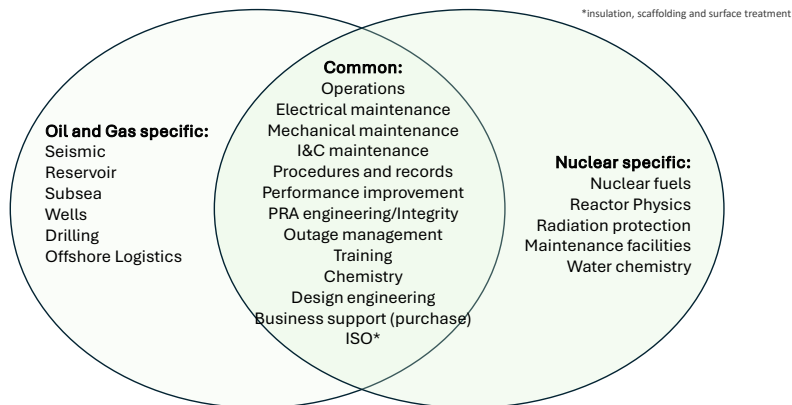 *insulation, scaffolding and surface treatment
Oil and Gas specific:
Seismic
Reservoir
Subsea
Wells
Drilling
Offshore Logistics
Common:
Operations
Electrical maintenance
Mechanical maintenance
I&C maintenance
Procedures and records
Performance improvement
PRA engineering/Integrity
Outage management
Training
Chemistry
Design engineering
Business support (purchase)
ISO*
Nuclear specific:
Nuclear fuels
Reactor Physics
Radiation protection
Maintenance facilities
Water chemistry